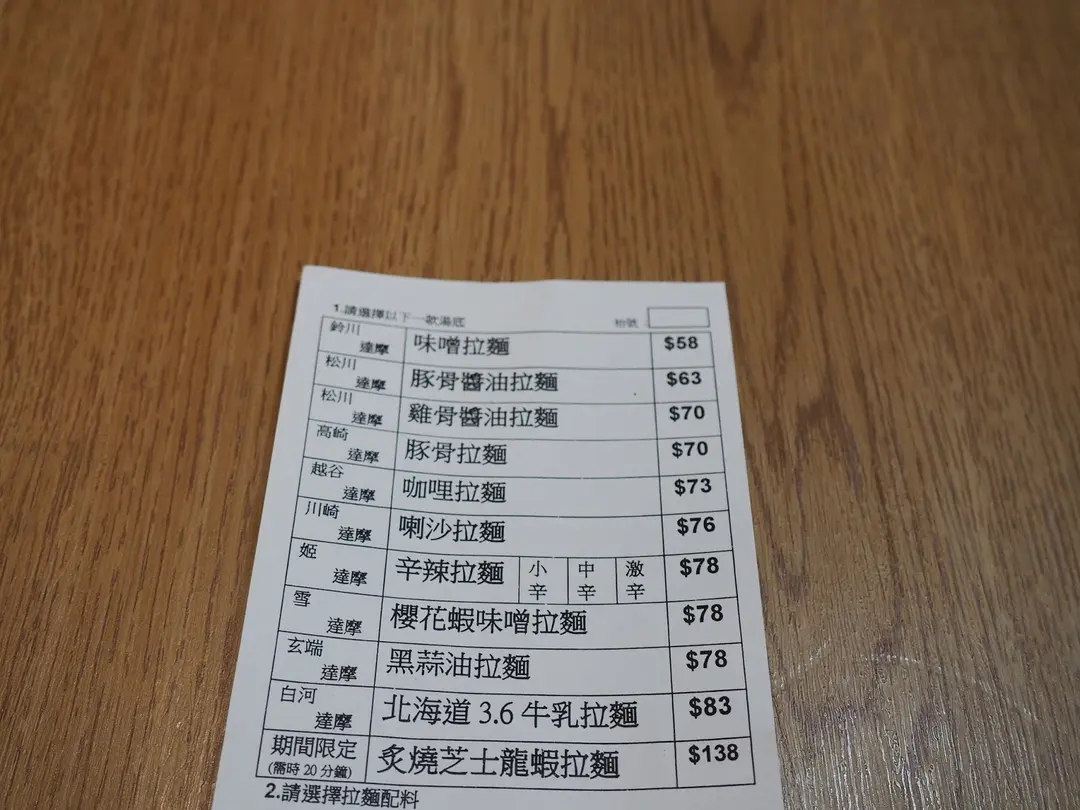 1.請選擇以下一款湯底 枱號
鈴川達摩 味噌拉麵 $58
松川達摩 豚骨醬油拉麵 $63
松川達摩 雞骨醬油拉麵 $70
高崎達摩 豚骨拉麵 $70
越谷達摩 咖哩拉麵 $73
川崎達摩 喇沙拉麵 $76
姬達摩 辛辣拉麵 小辛 中辛 激辛 $78
雪達摩 櫻花蝦味噌拉麵 $78
玄端達摩 黑蒜油拉麵 $78
白河達摩 北海道 3.6 牛乳拉麵 $83
期間限定 (需時 20 分鐘) 炙燒芝士龍蝦拉麵 $138
2.請選擇拉麵配料